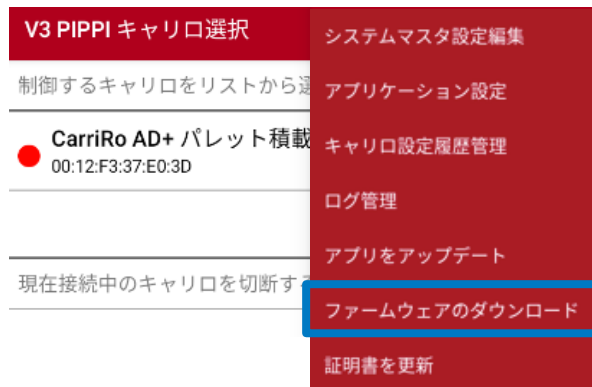 V3 PIPPI キャリロ選択
制御するキャリロをリストから選
CarriRo AD+ パレット積載
00:12:F3:37:E0:3D
現在接続中のキャリロを切断す
システムマスタ設定編集
アプリケーション設定
キャリロ設定履歴管理
ログ管理
アプリをアップデート
ファームウェアのダウンロード
証明書を更新